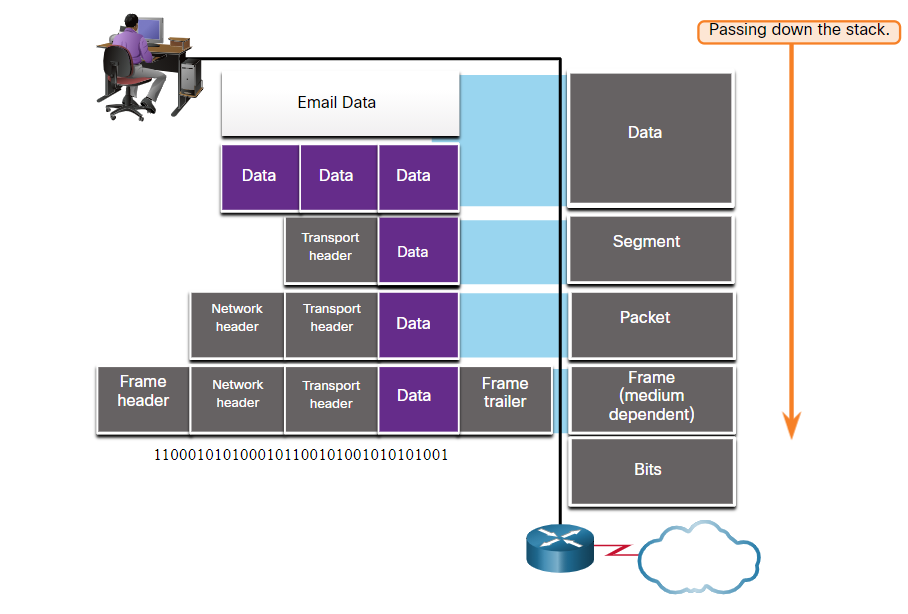 Passing down the stack.
Email Data
Data
Data Data Data
Transport
header
Data
Segment
Network
header
Transport
header
Data
Packet
Frame
header
Network
header
Transport
header
Data
Frame
trailer
Frame
(medium
dependent)
1100010101000101100101001010101001
Bits